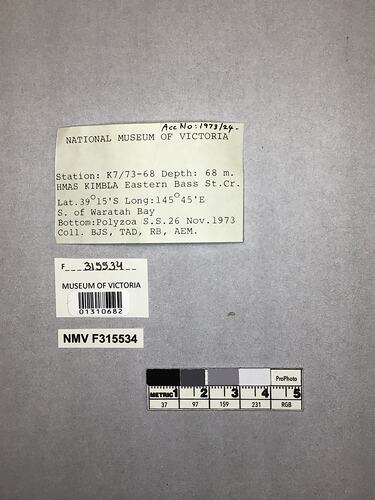 Acc No: 1973/24.
NATIONAL MUSEUM OF VICTORIA
Station: K7/73-68 Depth: 68 m.
HMAS KIMBLA Eastern Bass St.Cr.
Lat.39°15'S Long:145°45'E
S. of Waratah Bay
Bottom:Polyzoa S.S.26 Nov.1973
Coll. BJS, TAD, RB, AEM.
F___315534__
MUSEUM OF VICTORIA
01310682
NMV F315534
ProPhoto
METRIC 1 2 3 4 5
37 97 159 231 RGB